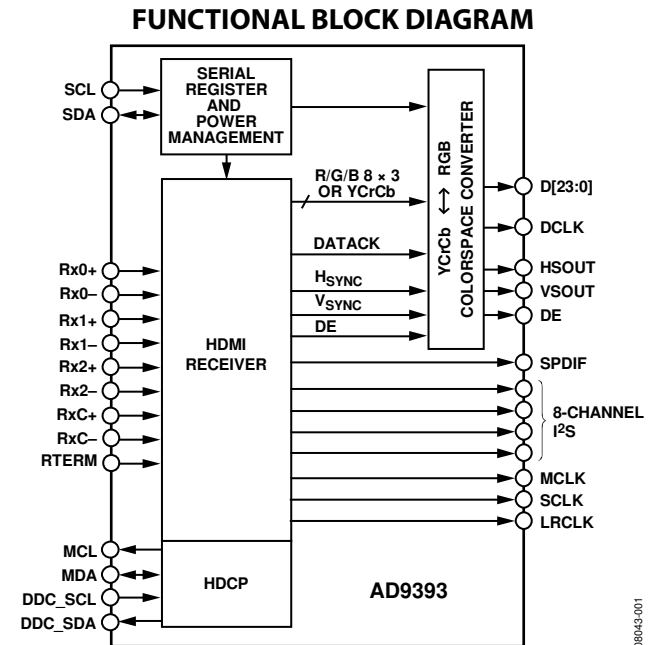 FUNCTIONAL BLOCK DIAGRAM
SCL
SDA
SERIAL
REGISTER
AND
POWER
MANAGEMENT
R/G/B 8 × 3
OR YCrCb
DATACK
HSYNC
VSYNC
DE
YCrCb ↔ RGB
COLORSPACE CONVERTER
D[23:0]
DCLK
HSOUT
VSOUT
DE
Rx0+
Rx0–
Rx1+
Rx1–
Rx2+
Rx2–
RxC+
RxC–
RTERM
HDMI
RECEIVER
SPDIF
8-CHANNEL
I²S
MCLK
SCLK
LRCLK
MCL
MDA
DDC_SCL
DDC_SDA
HDCP
AD9393
08043-001